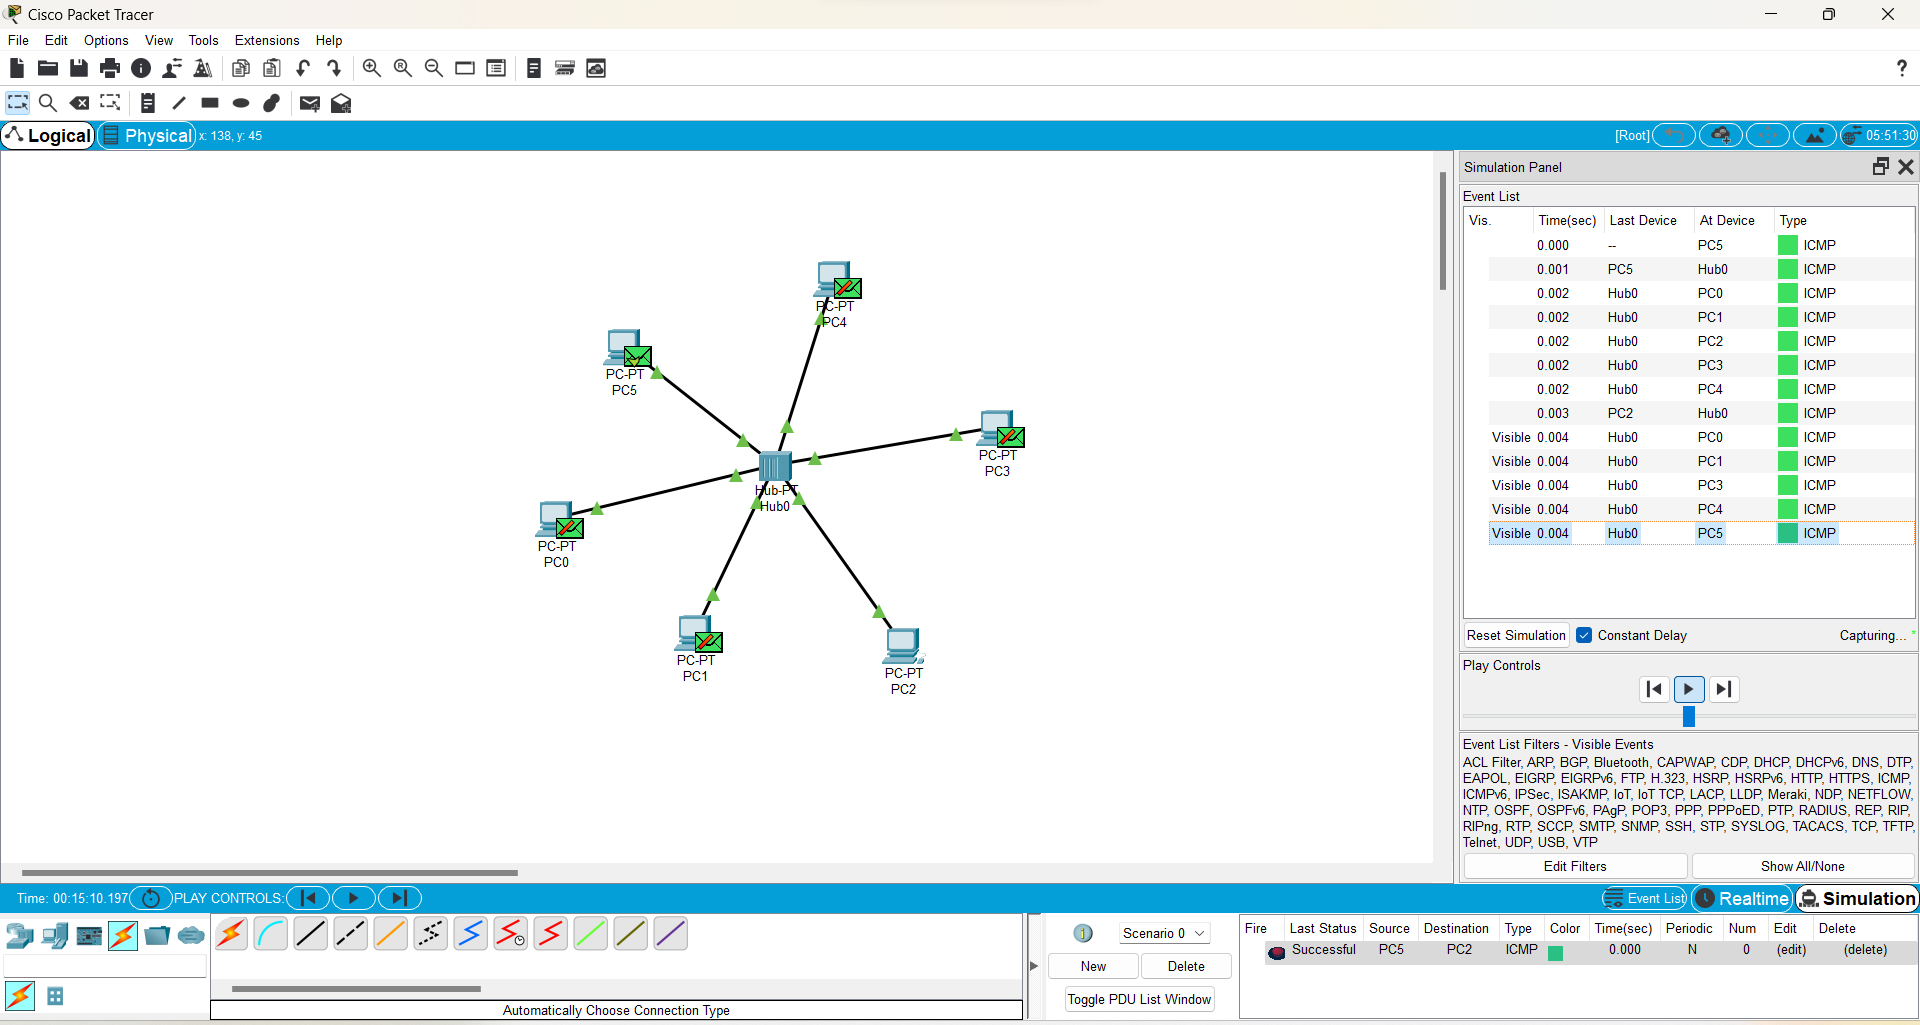 Cisco Packet Tracer
File Edit Options View Tools Extensions Help
Logical Physical x: 138, y: 45 [Root] 05:51:30
Simulation Panel
Event List
Vis. Time(sec) Last Device At Device Type
0.000 -- PC5 ICMP
0.001 PC5 Hub0 ICMP
0.002 Hub0 PC0 ICMP
0.002 Hub0 PC1 ICMP
0.002 Hub0 PC2 ICMP
0.002 Hub0 PC3 ICMP
0.002 Hub0 PC4 ICMP
0.003 PC2 Hub0 ICMP
Visible 0.004 Hub0 PC0 ICMP
Visible 0.004 Hub0 PC1 ICMP
Visible 0.004 Hub0 PC3 ICMP
Visible 0.004 Hub0 PC4 ICMP
Visible 0.004 Hub0 PC5 ICMP
Reset Simulation Constant Delay Capturing... *
Play Controls
Event List Filters - Visible Events
ACL Filter, ARP, BGP, Bluetooth, CAPWAP, CDP, DHCP, DHCPv6, DNS, DTP,
EAPOL, EIGRP, EIGRPv6, FTP, H.323, HSRP, HSRPv6, HTTP, HTTPS, ICMP,
ICMPv6, IPSec, ISAKMP, IoT, IoT TCP, LACP, LLDP, Meraki, NDP, NETFLOW,
NTP, OSPF, OSPFv6, PAgP, POP3, PPP, PPPoED, PTP, RADIUS, REP, RIP,
RIPng, RTP, SCCP, SMTP, SNMP, SSH, STP, SYSLOG, TACACS, TCP, TFTP,
Telnet, UDP, USB, VTP
Edit Filters Show All/None
PC-PT
PC4
PC-PT
PC5
PC-PT
PC3
Hub-PT
Hub0
PC-PT
PC0
PC-PT
PC1
PC-PT
PC2
Time: 00:15:10.197 PLAY CONTROLS: Event List Realtime Simulation
Automatically Choose Connection Type
Scenario 0
New Delete
Toggle PDU List Window
Fire Last Status Source Destination Type Color Time(sec) Periodic Num Edit Delete
Successful PC5 PC2 ICMP 0.000 N 0 (edit) (delete)